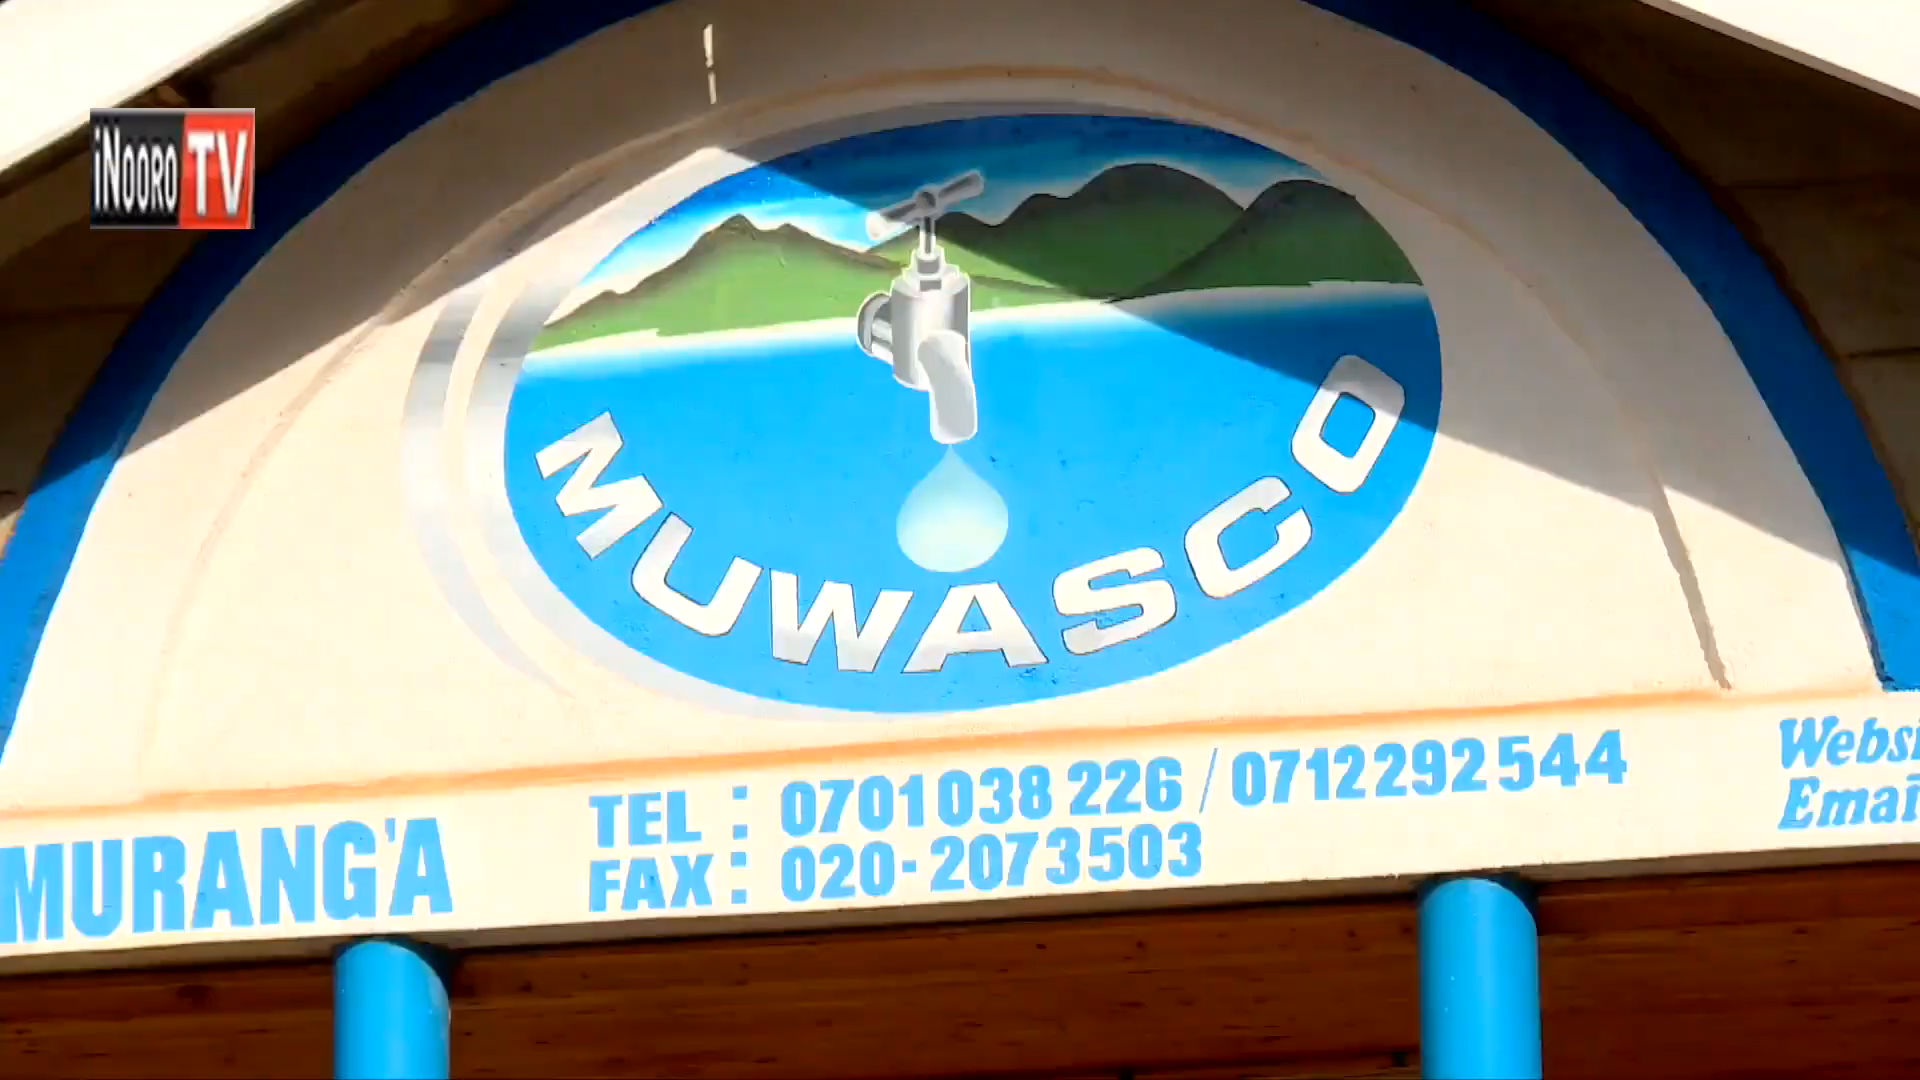 iNOORO TV
MUWASCO
MURANG'A
TEL : 0701038 226 / 0712292544
FAX : 020-2073503